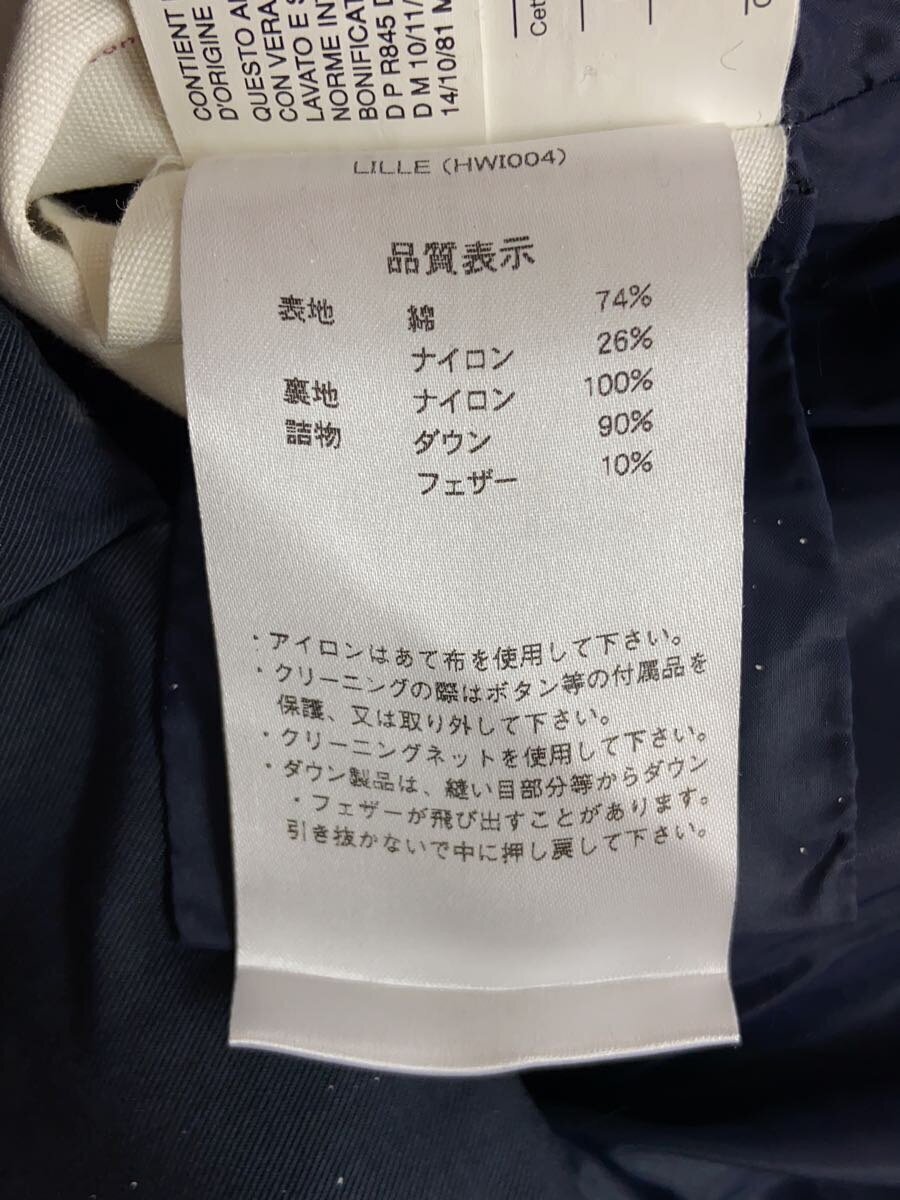 CONTIENT
D'ORIGINE
QUESTO
CON VERA
LAVATO E S
NORME INT
BONIFICAT
D P R845 D
D M 10/11/
14/10/81 M
Cet
LILLE (HWI004)
品質表示
表地 綿 74%
ナイロン 26%
裏地 ナイロン 100%
詰物 ダウン 90%
フェザー 10%
・アイロンはあて布を使用して下さい。
・クリーニングの際はボタン等の付属品を
保護、又は取り外して下さい。
・クリーニングネットを使用して下さい。
・ダウン製品は、縫い目部分等からダウン
・フェザーが飛び出すことがあります。
引き抜かないで中に押し戻して下さい。